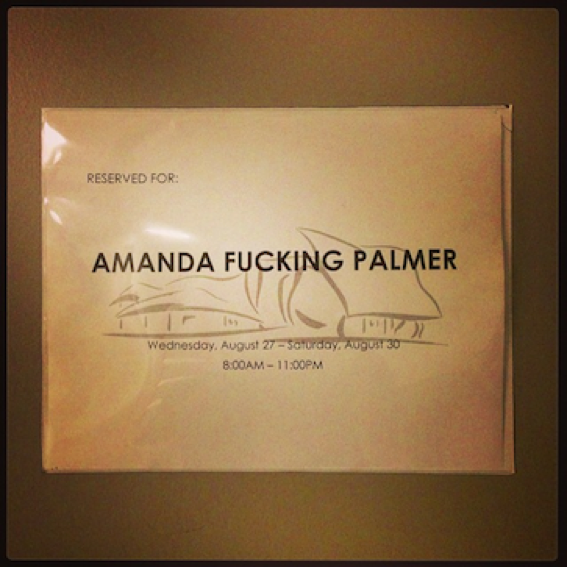 RESERVED FOR:
AMANDA FUCKING PALMER
Wednesday, August 27 – Saturday, August 30
8:00AM – 11:00PM